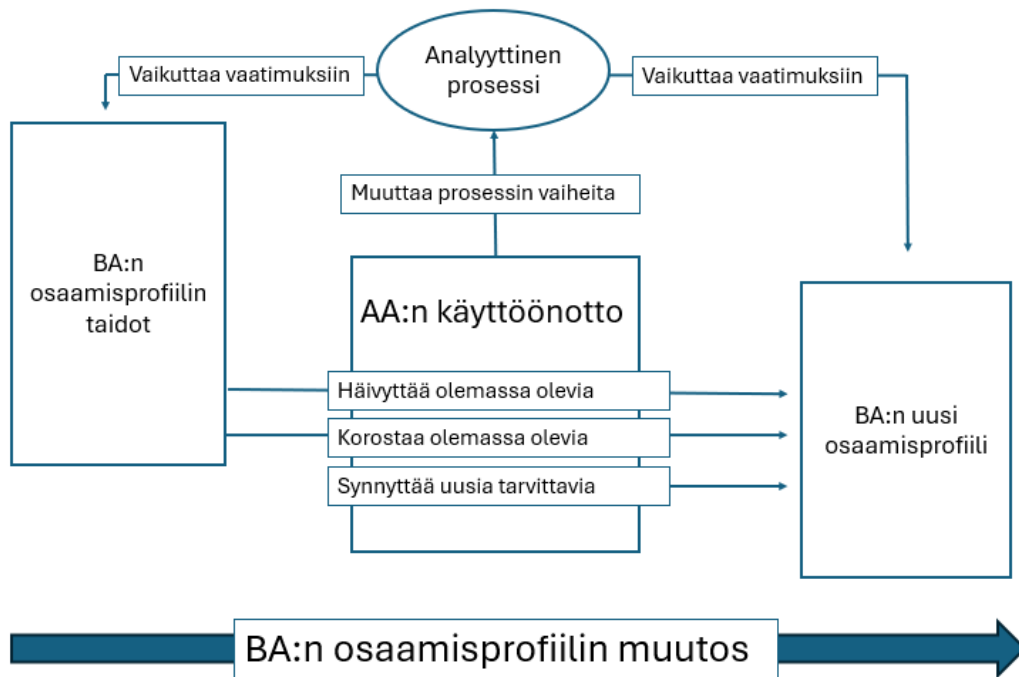 Analyyttinen
prosessi
Vaikuttaa vaatimuksiin
Vaikuttaa vaatimuksiin
Muuttaa prosessin vaiheita
BA:n
osaamisprofiilin
taidot
AA:n käyttöönotto
Häivyttää olemassa olevia
Korostaa olemassa olevia
Synnyttää uusia tarvittavia
BA:n uusi
osaamisprofiili
BA:n osaamisprofiilin muutos